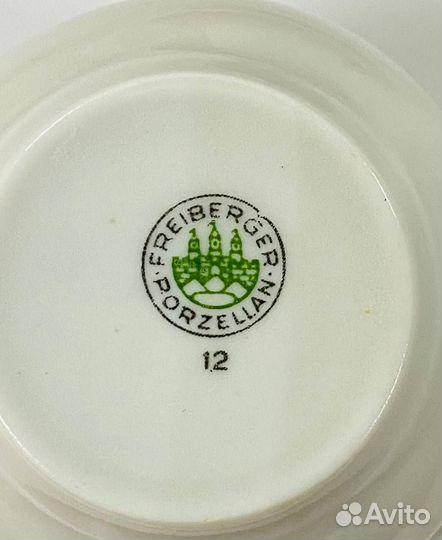 FREIBERGER
PORZELLAN
12
Avito